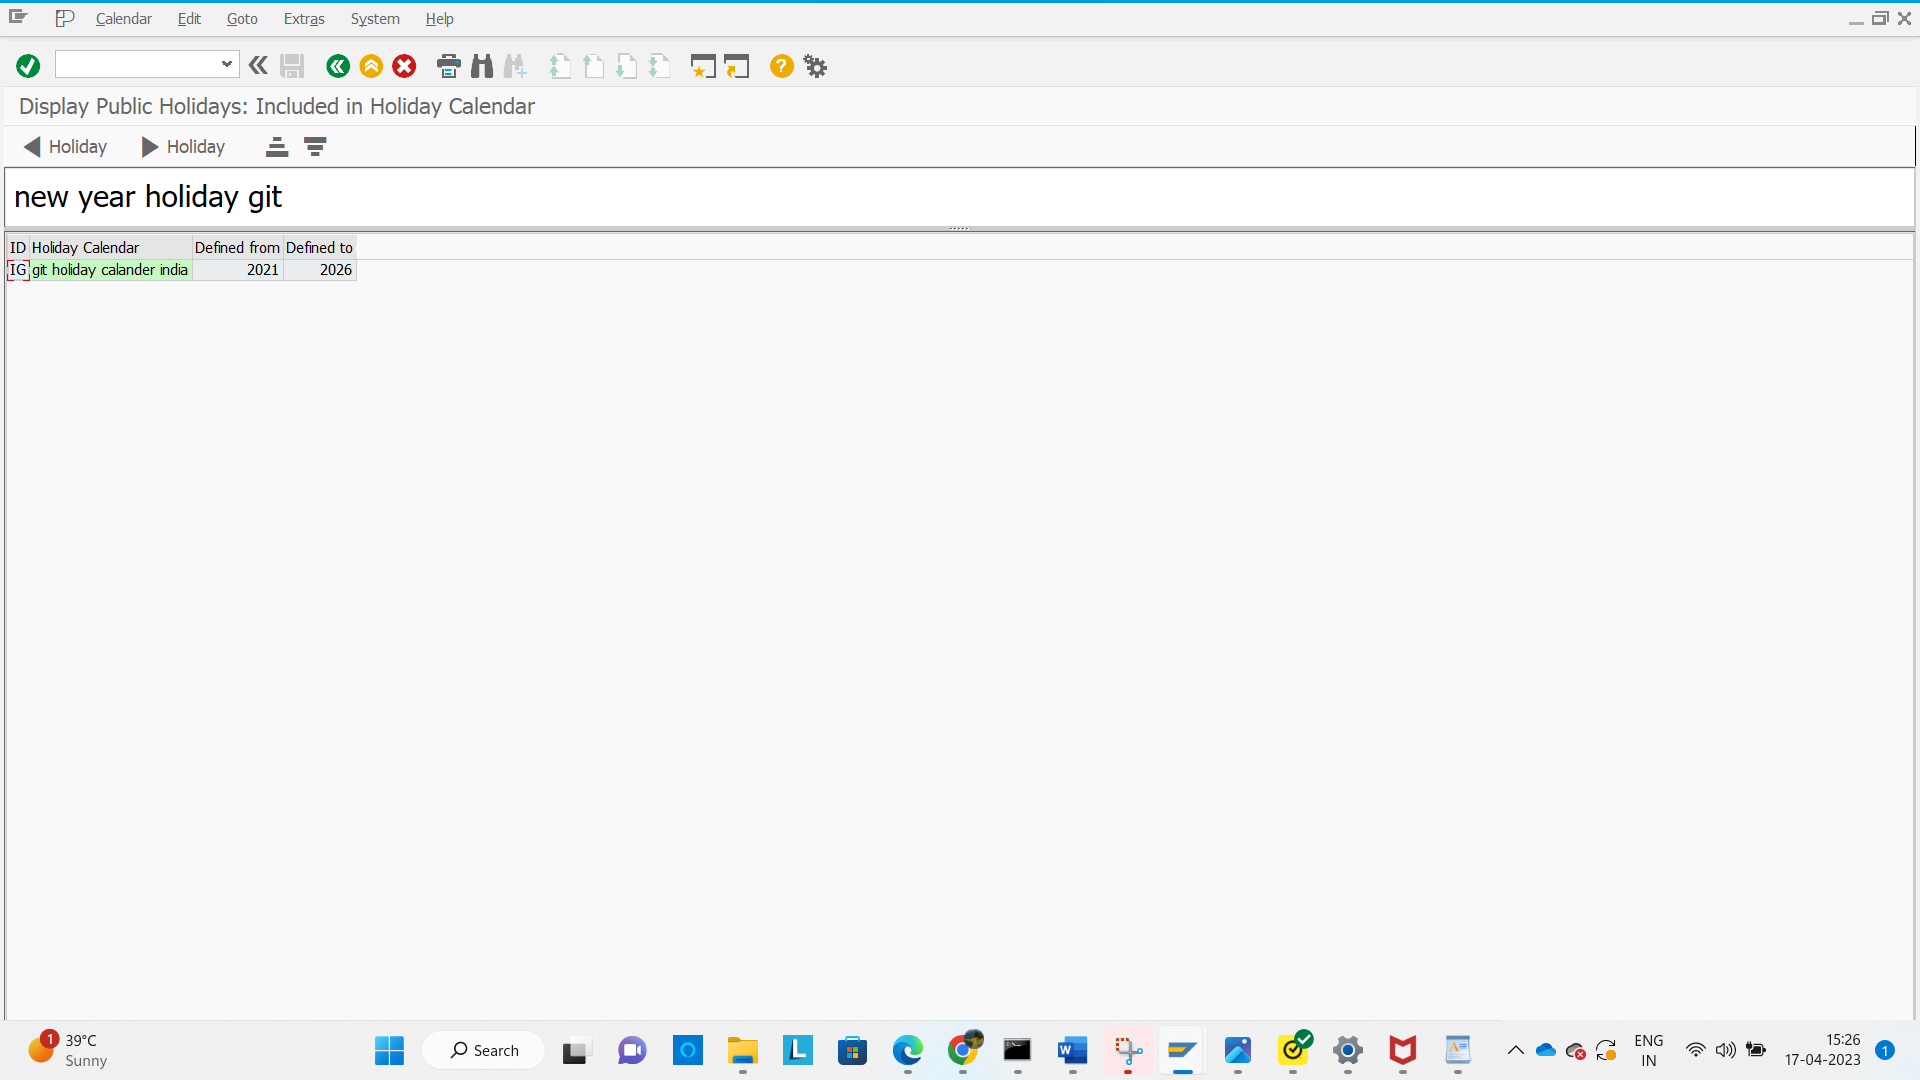 Calendar Edit Goto Extras System Help
Display Public Holidays: Included in Holiday Calendar
Holiday Holiday
new year holiday git
ID Holiday Calendar Defined from Defined to
IG git holiday calander india 2021 2026
1 39°C
Sunny
Search
ENG
IN
15:26
17-04-2023
1